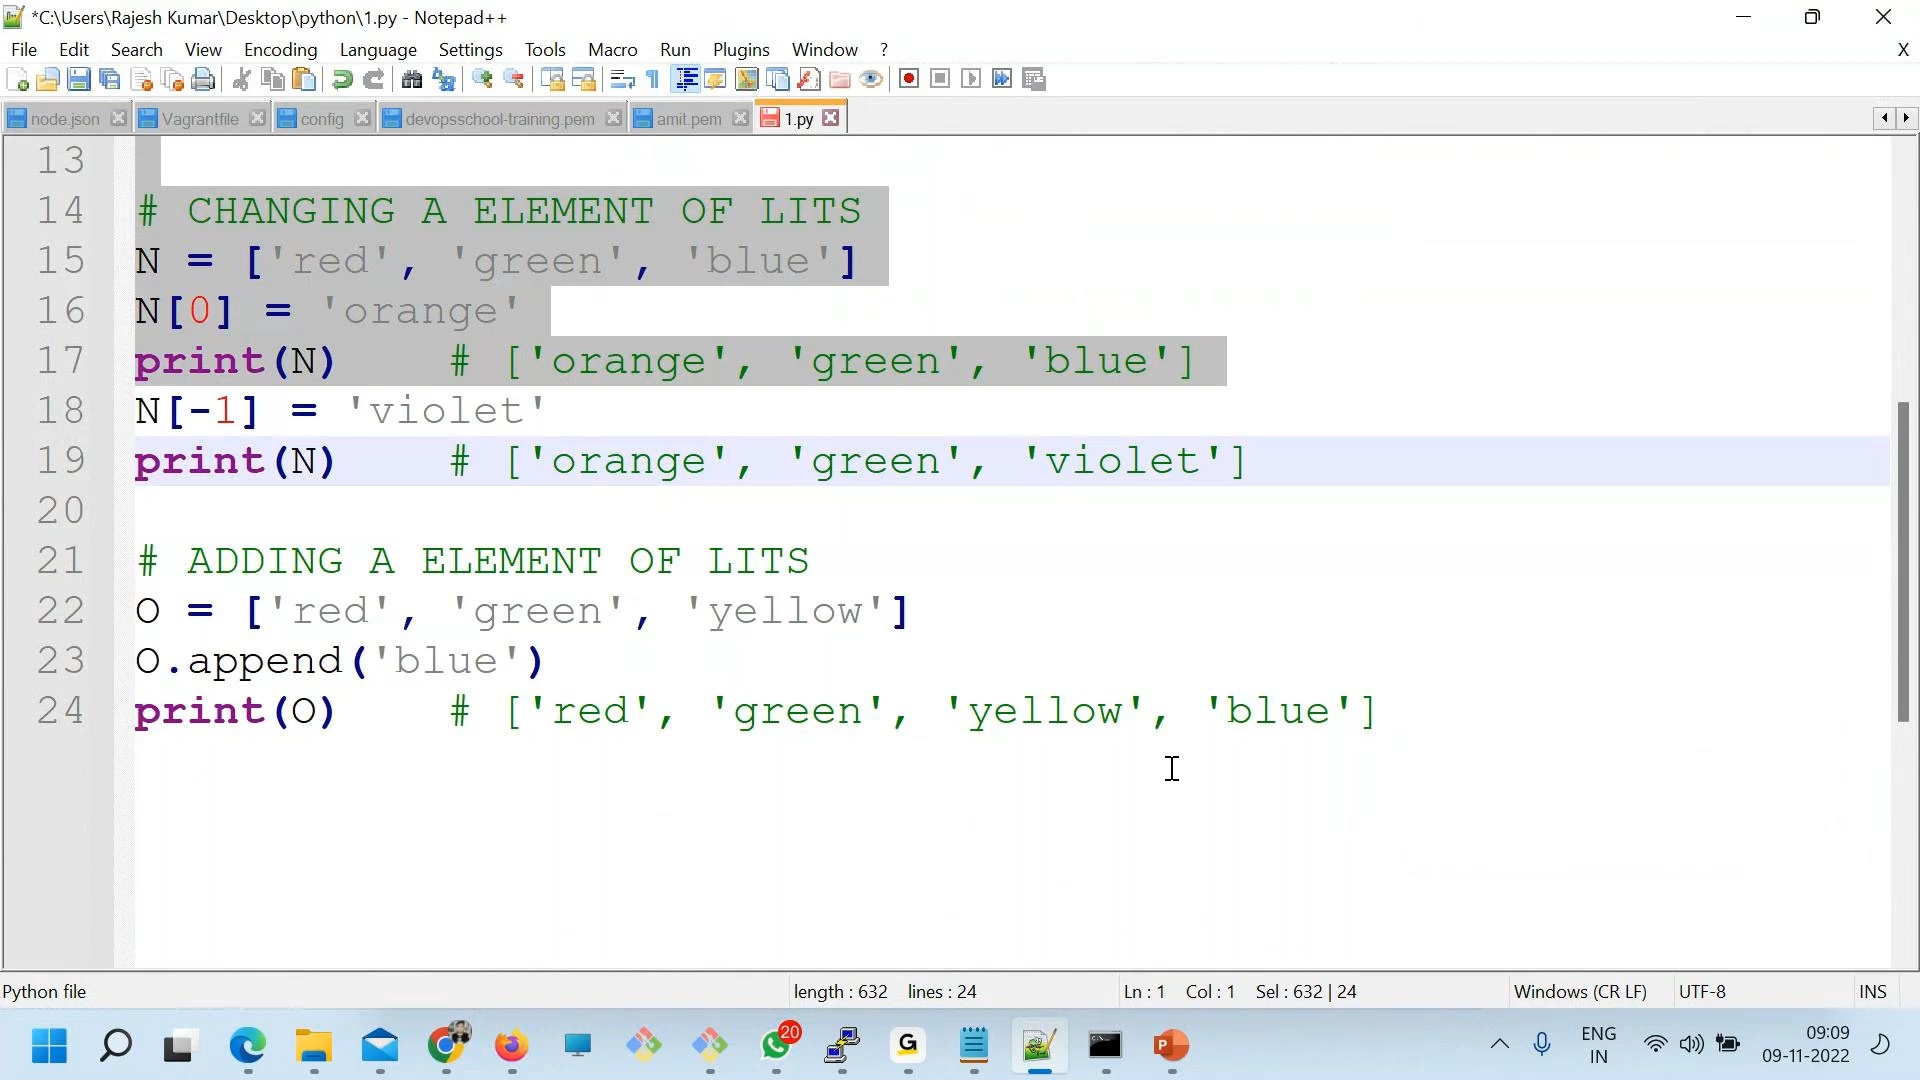 *C:\Users\Rajesh Kumar\Desktop\python\1.py - Notepad++
File Edit Search View Encoding Language Settings Tools Macro Run Plugins Window ? X
node.json Vagrantfile config devopsschool-training.pem amit.pem 1.py
13
14 # CHANGING A ELEMENT OF LITS
15 N = ['red', 'green', 'blue']
16 N[0] = 'orange'
17 print(N) # ['orange', 'green', 'blue']
18 N[-1] = 'violet'
19 print(N) # ['orange', 'green', 'violet']
20
21 # ADDING A ELEMENT OF LITS
22 O = ['red', 'green', 'yellow']
23 O.append('blue')
24 print(O) # ['red', 'green', 'yellow', 'blue']
Python file length : 632 lines : 24 Ln : 1 Col : 1 Sel : 632 | 24 Windows (CR LF) UTF-8 INS
20
G
P
ENG
IN
09:09
09-11-2022